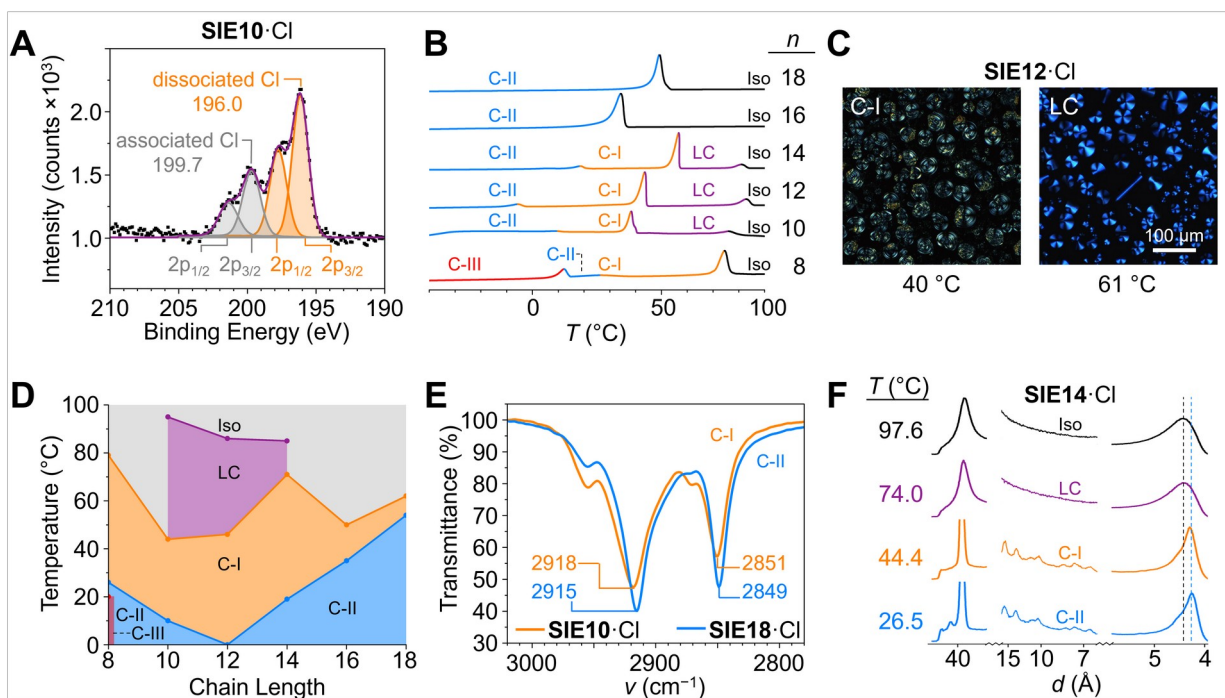 A
SIE10·Cl
Intensity (counts ×10³)
2.0
1.5
1.0
dissociated Cl
196.0
associated Cl
199.7
2p1/2 2p3/2 2p1/2 2p3/2
210 205 200 195 190
Binding Energy (eV)
B
n
C-II Iso 18
C-II Iso 16
C-II C-I LC Iso 14
C-II C-I LC Iso 12
C-II C-I LC Iso 10
C-III C-II C-I Iso 8
0 50 100
T (°C)
C
SIE12·Cl
C-I LC
100 µm
40 °C 61 °C
D
Temperature (°C)
100
80
60
40
20
0
Iso
LC
C-I
C-II
C-II
C-III
8 10 12 14 16 18
Chain Length
E
Transmittance (%)
100
90
80
70
60
50
40
30
C-I
C-II
2918 2851
2915 2849
SIE10·Cl SIE18·Cl
3000 2900 2800
ν (cm⁻¹)
F
T (°C) SIE14·Cl
97.6 Iso
74.0 LC
44.4 C-I
26.5 C-II
40 15 10 7 5 4
d (Å)